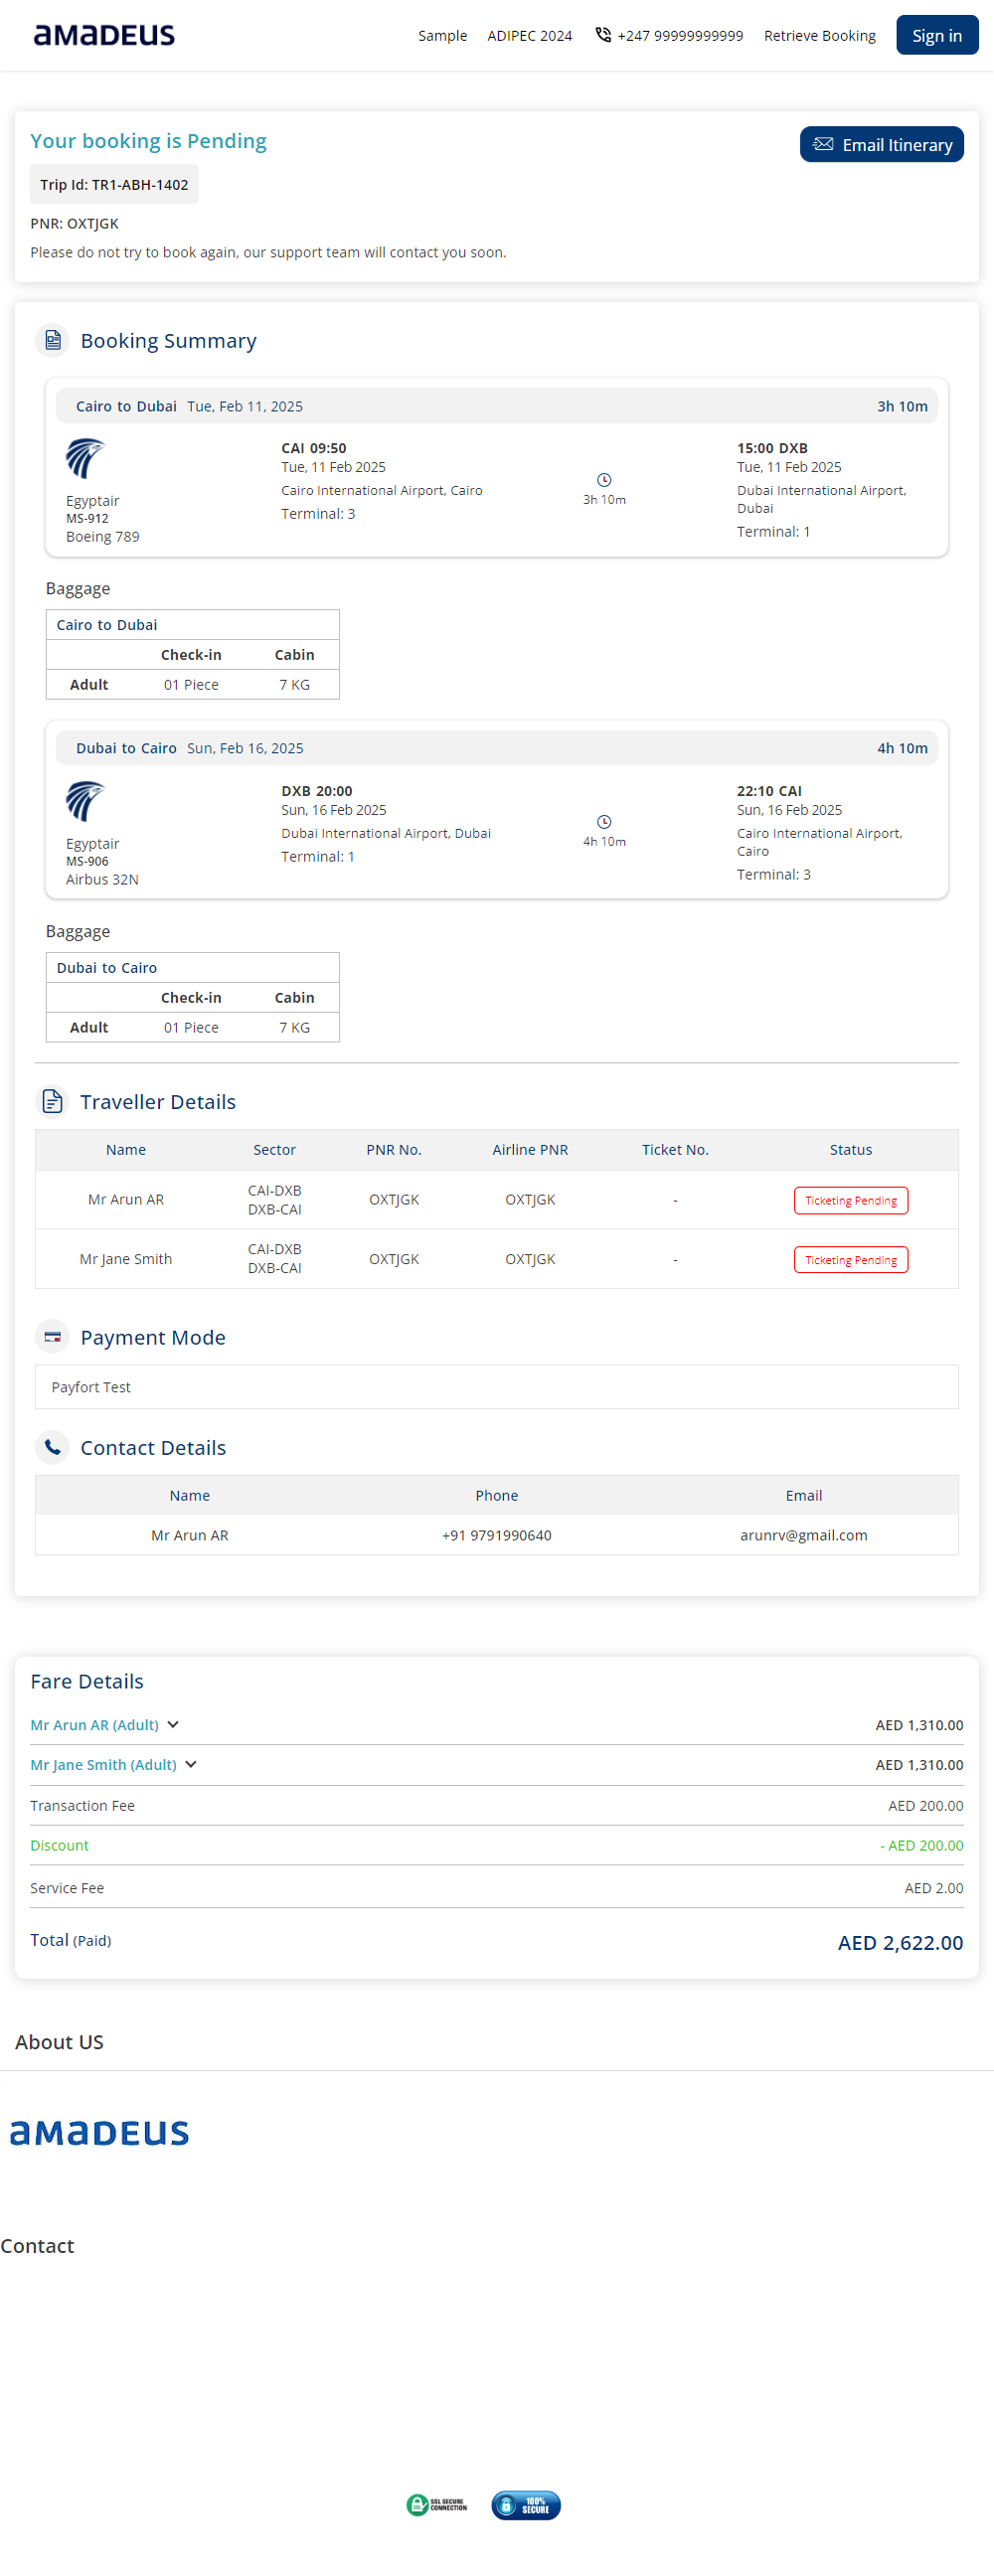 amadeus
Sample ADIPEC 2024 +247 99999999999 Retrieve Booking Sign in
Your booking is Pending
Email Itinerary
Trip Id: TR1-ABH-1402
PNR: OXTJGK
Please do not try to book again, our support team will contact you soon.
Booking Summary
Cairo to Dubai Tue, Feb 11, 2025 3h 10m
CAI 09:50 15:00 DXB
Tue, 11 Feb 2025 Tue, 11 Feb 2025
Cairo International Airport, Cairo Dubai International Airport,
Egyptair 3h 10m Dubai
MS-912 Terminal: 3
Boeing 789 Terminal: 1
Baggage
Cairo to Dubai
Check-in Cabin
Adult 01 Piece 7 KG
Dubai to Cairo Sun, Feb 16, 2025 4h 10m
DXB 20:00 22:10 CAI
Sun, 16 Feb 2025 Sun, 16 Feb 2025
Dubai International Airport, Dubai Cairo International Airport,
Egyptair 4h 10m Cairo
MS-906 Terminal: 1
Airbus 32N Terminal: 3
Baggage
Dubai to Cairo
Check-in Cabin
Adult 01 Piece 7 KG
Traveller Details
Name Sector PNR No. Airline PNR Ticket No. Status
Mr Arun AR CAI-DXB OXTJGK OXTJGK - Ticketing Pending
DXB-CAI
Mr Jane Smith CAI-DXB OXTJGK OXTJGK - Ticketing Pending
DXB-CAI
Payment Mode
Payfort Test
Contact Details
Name Phone Email
Mr Arun AR +91 9791990640 arunrv@gmail.com
Fare Details
Mr Arun AR (Adult) AED 1,310.00
Mr Jane Smith (Adult) AED 1,310.00
Transaction Fee AED 200.00
Discount - AED 200.00
Service Fee AED 2.00
Total (Paid) AED 2,622.00
About US
amadeus
Contact
SSL SECURE
CONNECTION
100%
SECURE